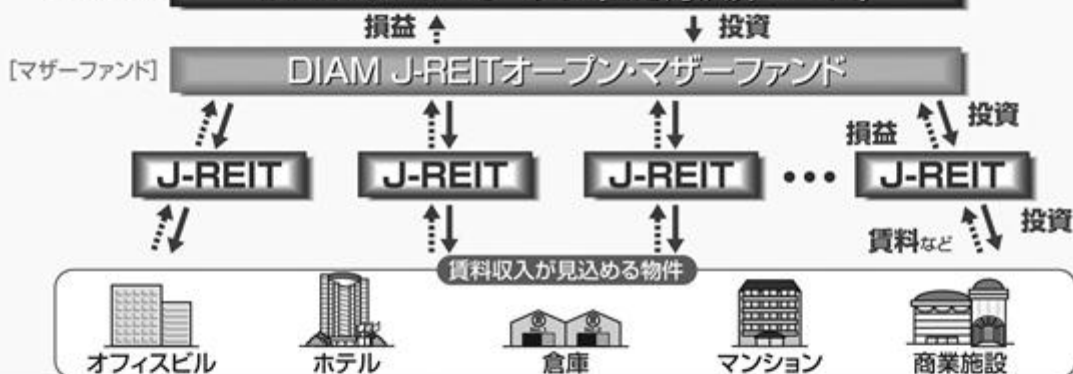 損益 投資
[マザーファンド] DIAM J-REITオープン・マザーファンド
損益 投資
J-REIT J-REIT J-REIT ••• J-REIT
賃料など 投資
賃料収入が見込める物件
オフィスビル ホテル 倉庫 マンション 商業施設